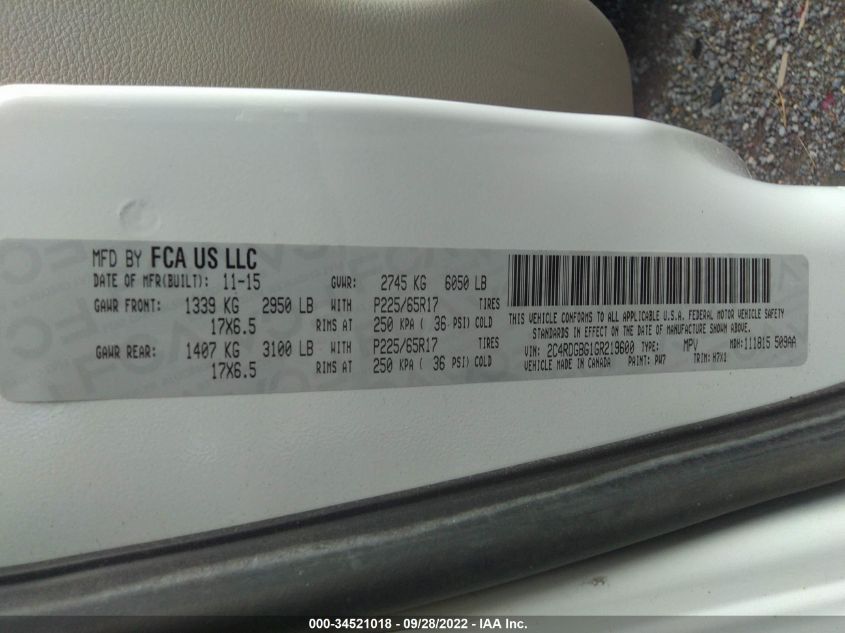 MFD BY FCA US LLC
DATE OF MFR(BUILT): 11-15 GVWR: 2745 KG 6050 LB
GAWR FRONT: 1339 KG 2950 LB WITH P225/65R17 TIRES
17X6.5 RIMS AT 250 KPA ( 36 PSI) COLD
GAWR REAR: 1407 KG 3100 LB WITH P225/65R17 TIRES
17X6.5 RIMS AT 250 KPA ( 36 PSI) COLD
THIS VEHICLE CONFORMS TO ALL APPLICABLE U.S.A. FEDERAL MOTOR VEHICLE SAFETY
STANDARDS IN EFFECT ON THE DATE OF MANUFACTURE SHOWN ABOVE.
VIN: 2C4RDGBG1GR219600 TYPE: MPV MDH: 111815 509AA
VEHICLE MADE IN CANADA PAINT: PW7 TRIM: H7X1
000-34521018 - 09/28/2022 - IAA Inc.